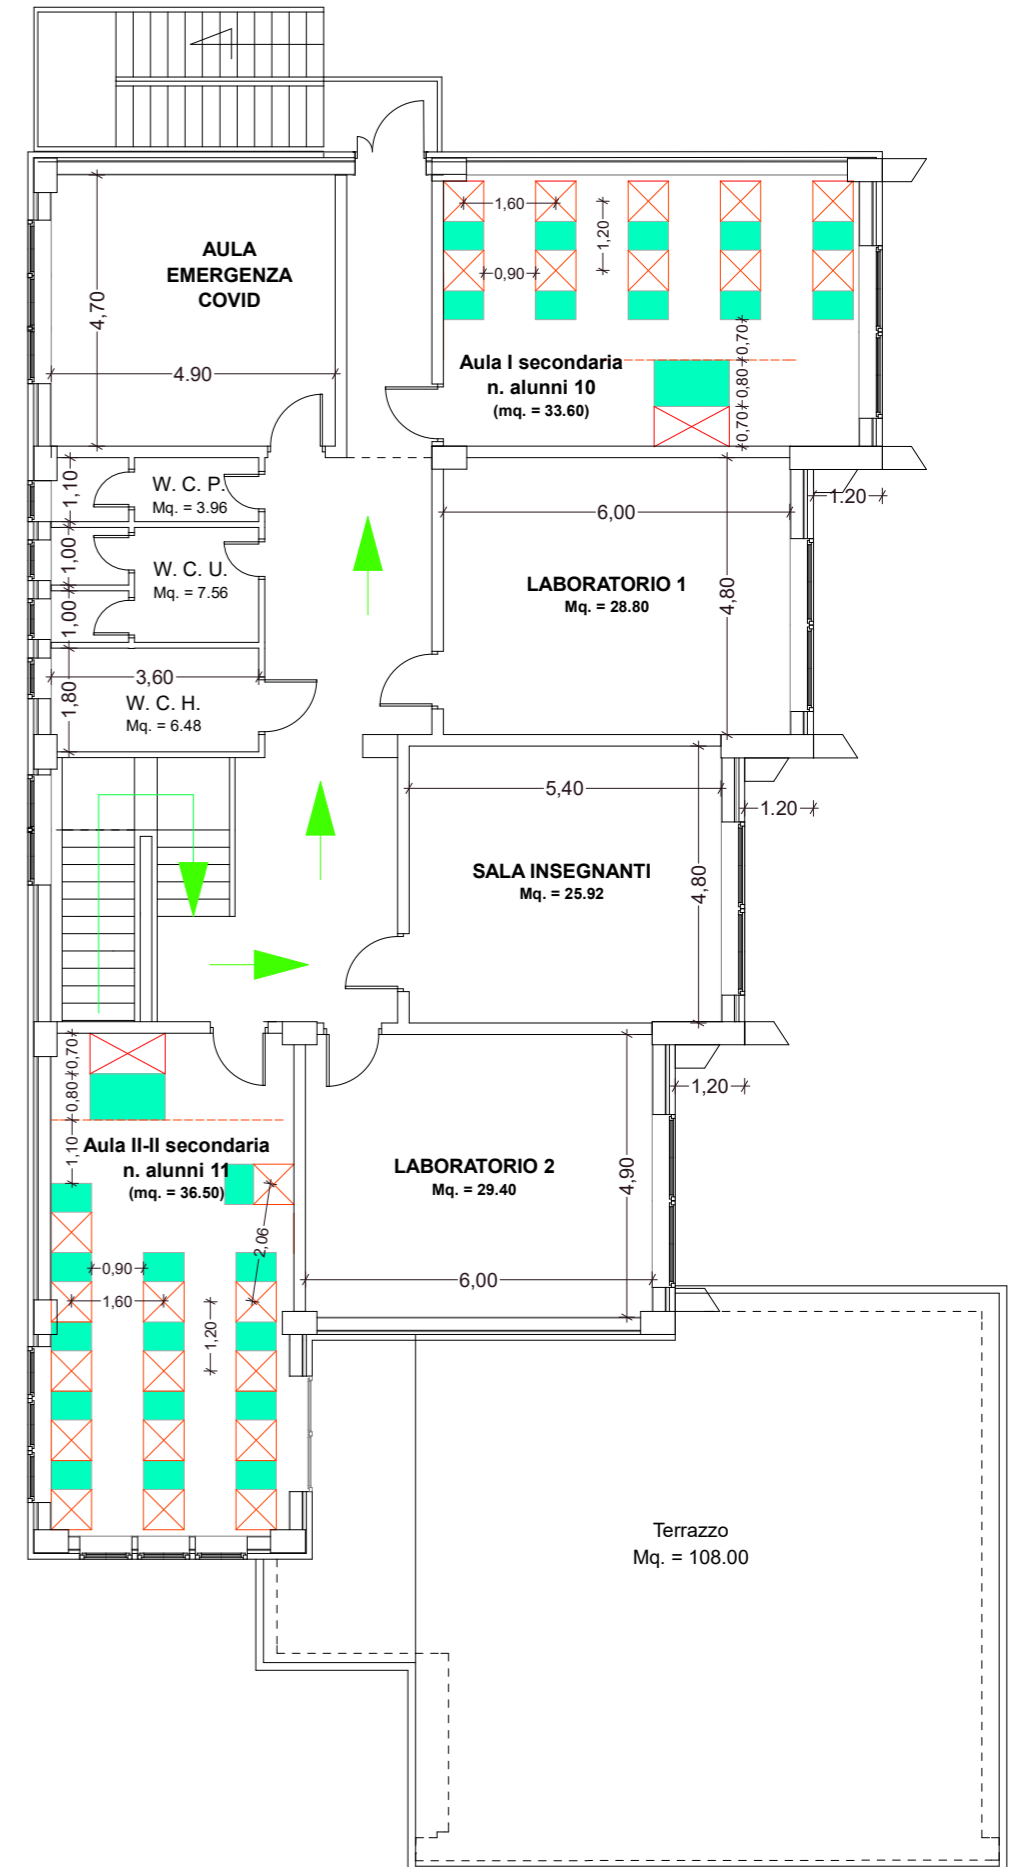 AULA
EMERGENZA
COVID
4,70
4.90
1,60
1,20
0,90
Aula I secondaria
n. alunni 10
(mq. = 33.60)
0,70
0,80
0,70
W. C. P.
Mq. = 3.96
1,10
1,00
W. C. U.
Mq. = 7.56
1,00
3,60
W. C. H.
Mq. = 6.48
1,80
6,00
LABORATORIO 1
Mq. = 28.80
4,80
1.20
5,40
SALA INSEGNANTI
Mq. = 25.92
4,80
1.20
0,70
0,80
1,10
Aula II-II secondaria
n. alunni 11
(mq. = 36.50)
2,06
0,90
1,60
1,20
LABORATORIO 2
Mq. = 29.40
4,90
6,00
1,20
Terrazzo
Mq. = 108.00